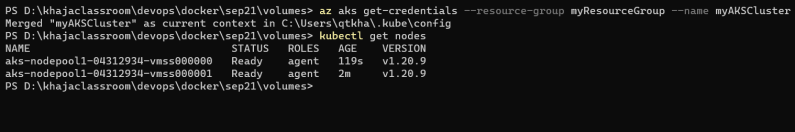 PS D:\khajaclassroom\devops\docker\sep21\volumes> az aks get-credentials --resource-group myResourceGroup --name myAKSCluster
Merged "myAKSCluster" as current context in C:\Users\qtkha\.kube\config
PS D:\khajaclassroom\devops\docker\sep21\volumes> kubectl get nodes
NAME STATUS ROLES AGE VERSION
aks-nodepool1-04312934-vmss000000 Ready agent 119s v1.20.9
aks-nodepool1-04312934-vmss000001 Ready agent 2m v1.20.9
PS D:\khajaclassroom\devops\docker\sep21\volumes>